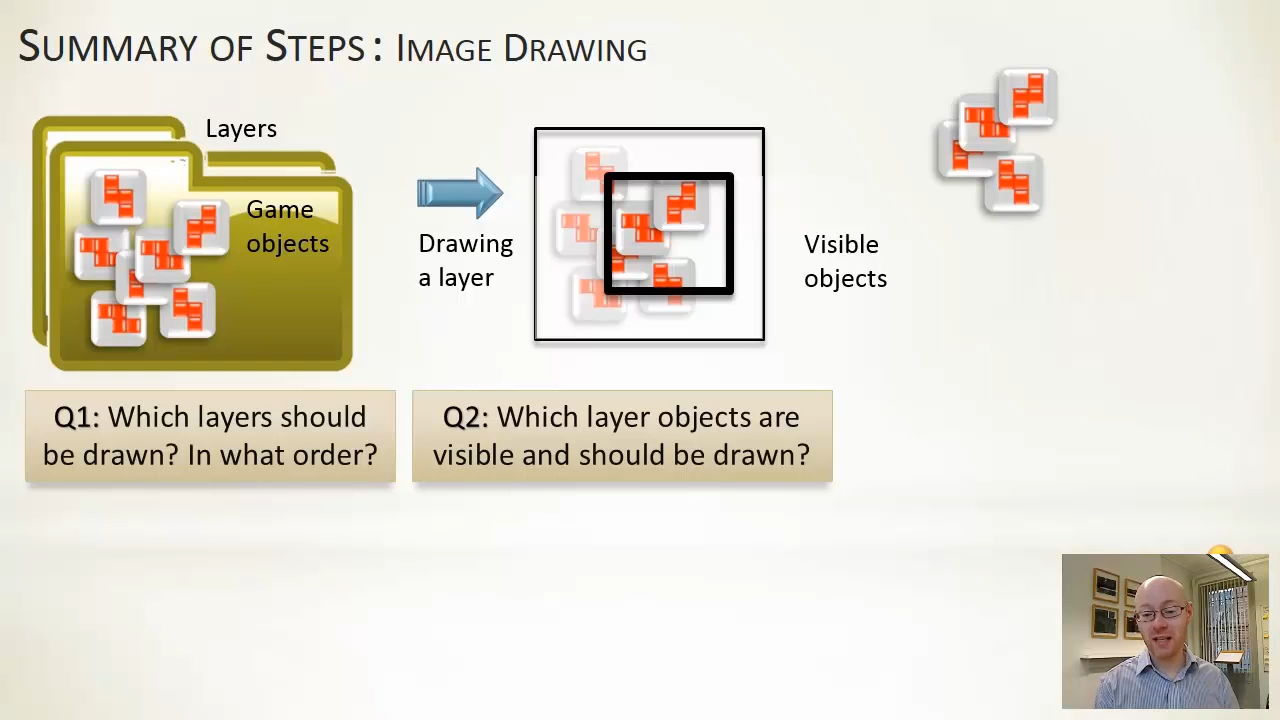 Summary of Steps: Image Drawing
Layers
Game
objects
Drawing
a layer
Visible
objects
Q1: Which layers should
be drawn? In what order?
Q2: Which layer objects are
visible and should be drawn?